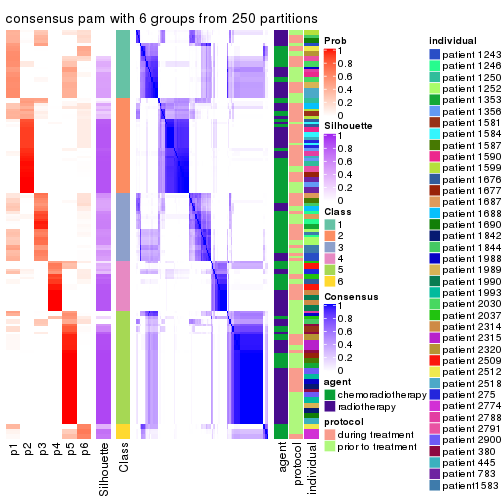 consensus pam with 6 groups from 250 partitions
Prob
1
0.8
0.6
0.4
0.2
0
Silhouette
1
0.8
0.6
0.4
0.2
0
Class
1
2
3
4
5
6
Consensus
1
0.8
0.6
0.4
0.2
0
agent
chemoradiotherapy
radiotherapy
protocol
during treatment
prior to treatment
individual
patient 1243
patient 1246
patient 1250
patient 1252
patient 1353
patient 1356
patient 1581
patient 1584
patient 1587
patient 1590
patient 1599
patient 1676
patient 1677
patient 1687
patient 1688
patient 1690
patient 1842
patient 1844
patient 1988
patient 1989
patient 1990
patient 1993
patient 2030
patient 2037
patient 2314
patient 2320
patient 2509
patient 2512
patient 2518
patient 275
patient 2774
patient 2788
patient 2791
patient 2900
patient 380
patient 445
patient 783
patient1583
p1
p2
p3
p4
p5
p6
Silhouette
Class
agent
protocol
individual